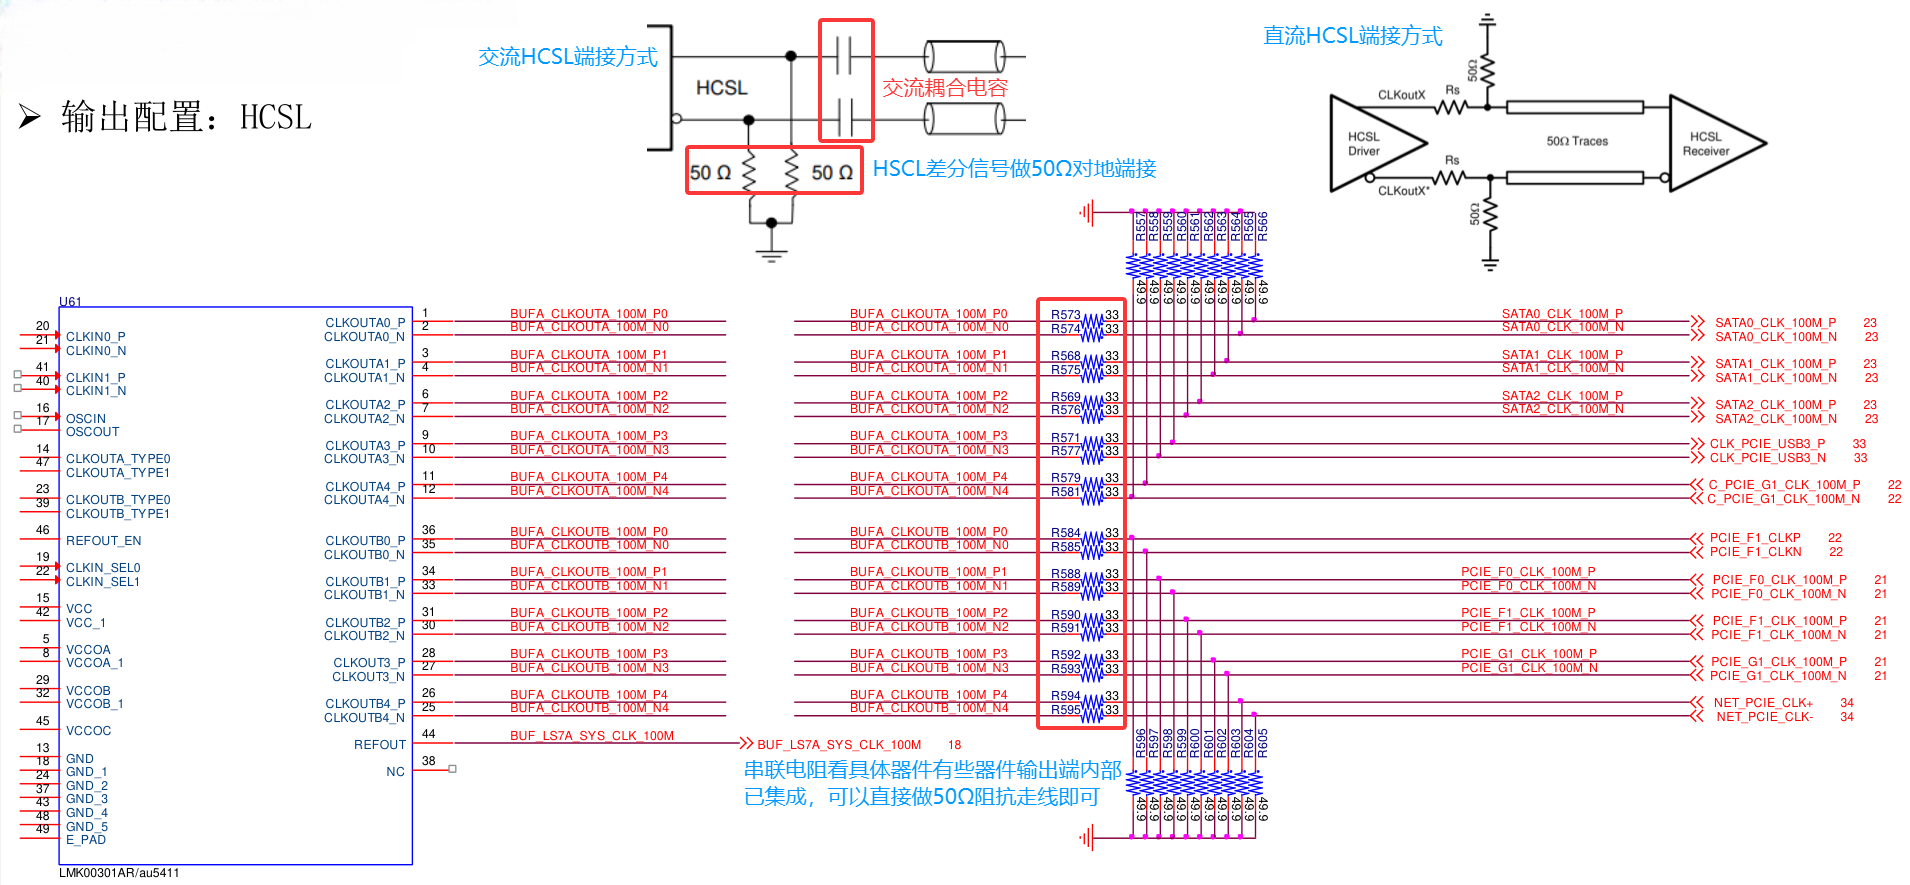 交流HCSL端接方式
HCSL
交流耦合电容
50 Ω
50 Ω
HSCL差分信号做50Ω对地端接
直流HCSL端接方式
50Ω
CLKoutX
Rs
HCSL
Driver
50Ω Traces
HCSL
Receiver
Rs
CLKoutX*
50Ω
➢ 输出配置：HCSL
U61
20
CLKIN0_P
21
CLKIN0_N
41
CLKIN1_P
40
CLKIN1_N
16
OSCIN
17
OSCOUT
14
CLKOUTA_TYPE0
47
CLKOUTA_TYPE1
23
CLKOUTB_TYPE0
39
CLKOUTB_TYPE1
46
REFOUT_EN
19
CLKIN_SEL0
22
CLKIN_SEL1
15
VCC
42
VCC_1
5
VCCOA
8
VCCOA_1
29
VCCOB
32
VCCOB_1
45
VCCOC
13
GND
18
GND_1
24
GND_2
37
GND_3
43
GND_4
48
GND_5
49
E_PAD
LMK00301AR/au5411
CLKOUTA0_P 1 BUFA_CLKOUTA_100M_P0
CLKOUTA0_N 2 BUFA_CLKOUTA_100M_N0
CLKOUTA1_P 3 BUFA_CLKOUTA_100M_P1
CLKOUTA1_N 4 BUFA_CLKOUTA_100M_N1
CLKOUTA2_P 6 BUFA_CLKOUTA_100M_P2
CLKOUTA2_N 7 BUFA_CLKOUTA_100M_N2
CLKOUTA3_P 9 BUFA_CLKOUTA_100M_P3
CLKOUTA3_N 10 BUFA_CLKOUTA_100M_N3
CLKOUTA4_P 11 BUFA_CLKOUTA_100M_P4
CLKOUTA4_N 12 BUFA_CLKOUTA_100M_N4
CLKOUTB0_P 36 BUFA_CLKOUTB_100M_P0
CLKOUTB0_N 35 BUFA_CLKOUTB_100M_N0
CLKOUTB1_P 34 BUFA_CLKOUTB_100M_P1
CLKOUTB1_N 33 BUFA_CLKOUTB_100M_N1
CLKOUTB2_P 31 BUFA_CLKOUTB_100M_P2
CLKOUTB2_N 30 BUFA_CLKOUTB_100M_N2
CLKOUT3_P 28 BUFA_CLKOUTB_100M_P3
CLKOUT3_N 27 BUFA_CLKOUTB_100M_N3
CLKOUTB4_P 26 BUFA_CLKOUTB_100M_P4
CLKOUTB4_N 25 BUFA_CLKOUTB_100M_N4
REFOUT 44 BUF_LS7A_SYS_CLK_100M BUF_LS7A_SYS_CLK_100M 18
NC 38
R557 R558 R559 R560 R561 R562 R563 R564 R565 R566
49.9 49.9 49.9 49.9 49.9 49.9 49.9 49.9 49.9 49.9
BUFA_CLKOUTA_100M_P0 R573 33 SATA0_CLK_100M_P SATA0_CLK_100M_P 23
BUFA_CLKOUTA_100M_N0 R574 33 SATA0_CLK_100M_N SATA0_CLK_100M_N 23
BUFA_CLKOUTA_100M_P1 R568 33 SATA1_CLK_100M_P SATA1_CLK_100M_P 23
BUFA_CLKOUTA_100M_N1 R575 33 SATA1_CLK_100M_N SATA1_CLK_100M_N 23
BUFA_CLKOUTA_100M_P2 R569 33 SATA2_CLK_100M_P SATA2_CLK_100M_P 23
BUFA_CLKOUTA_100M_N2 R576 33 SATA2_CLK_100M_N SATA2_CLK_100M_N 23
BUFA_CLKOUTA_100M_P3 R571 33 CLK_PCIE_USB3_P 33
BUFA_CLKOUTA_100M_N3 R577 33 CLK_PCIE_USB3_N 33
BUFA_CLKOUTA_100M_P4 R579 33 C_PCIE_G1_CLK_100M_P 22
BUFA_CLKOUTA_100M_N4 R581 33 C_PCIE_G1_CLK_100M_N 22
BUFA_CLKOUTB_100M_P0 R584 33 PCIE_F1_CLKP 22
BUFA_CLKOUTB_100M_N0 R585 33 PCIE_F1_CLKN 22
BUFA_CLKOUTB_100M_P1 R588 33 PCIE_F0_CLK_100M_P PCIE_F0_CLK_100M_P 21
BUFA_CLKOUTB_100M_N1 R589 33 PCIE_F0_CLK_100M_N PCIE_F0_CLK_100M_N 21
BUFA_CLKOUTB_100M_P2 R590 33 PCIE_F1_CLK_100M_P PCIE_F1_CLK_100M_P 21
BUFA_CLKOUTB_100M_N2 R591 33 PCIE_F1_CLK_100M_N PCIE_F1_CLK_100M_N 21
BUFA_CLKOUTB_100M_P3 R592 33 PCIE_G1_CLK_100M_P PCIE_G1_CLK_100M_P 21
BUFA_CLKOUTB_100M_N3 R593 33 PCIE_G1_CLK_100M_N PCIE_G1_CLK_100M_N 21
BUFA_CLKOUTB_100M_P4 R594 33 NET_PCIE_CLK+ 34
BUFA_CLKOUTB_100M_N4 R595 33 NET_PCIE_CLK- 34
R596 R597 R598 R599 R600 R601 R602 R603 R604 R605
49.9 49.9 49.9 49.9 49.9 49.9 49.9 49.9 49.9 49.9
串联电阻看具体器件有些器件输出端内部
已集成，可以直接做50Ω阻抗走线即可